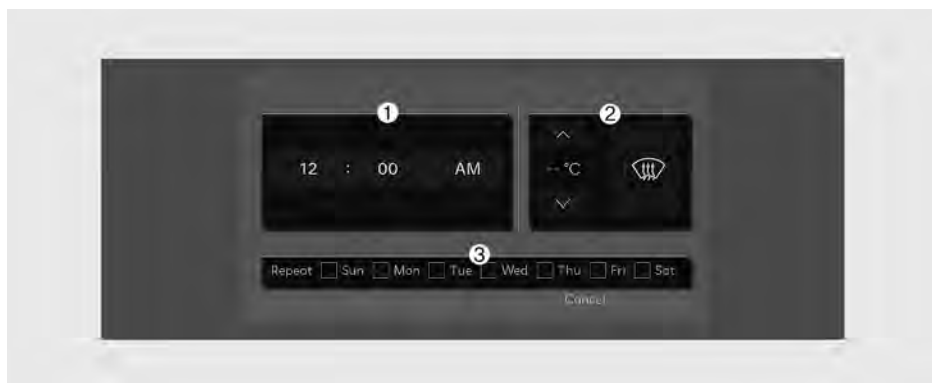 1 2
12 : 00 AM -- °C
3
Repeat Sun Mon Tue Wed Thu Fri Sat
Cancel